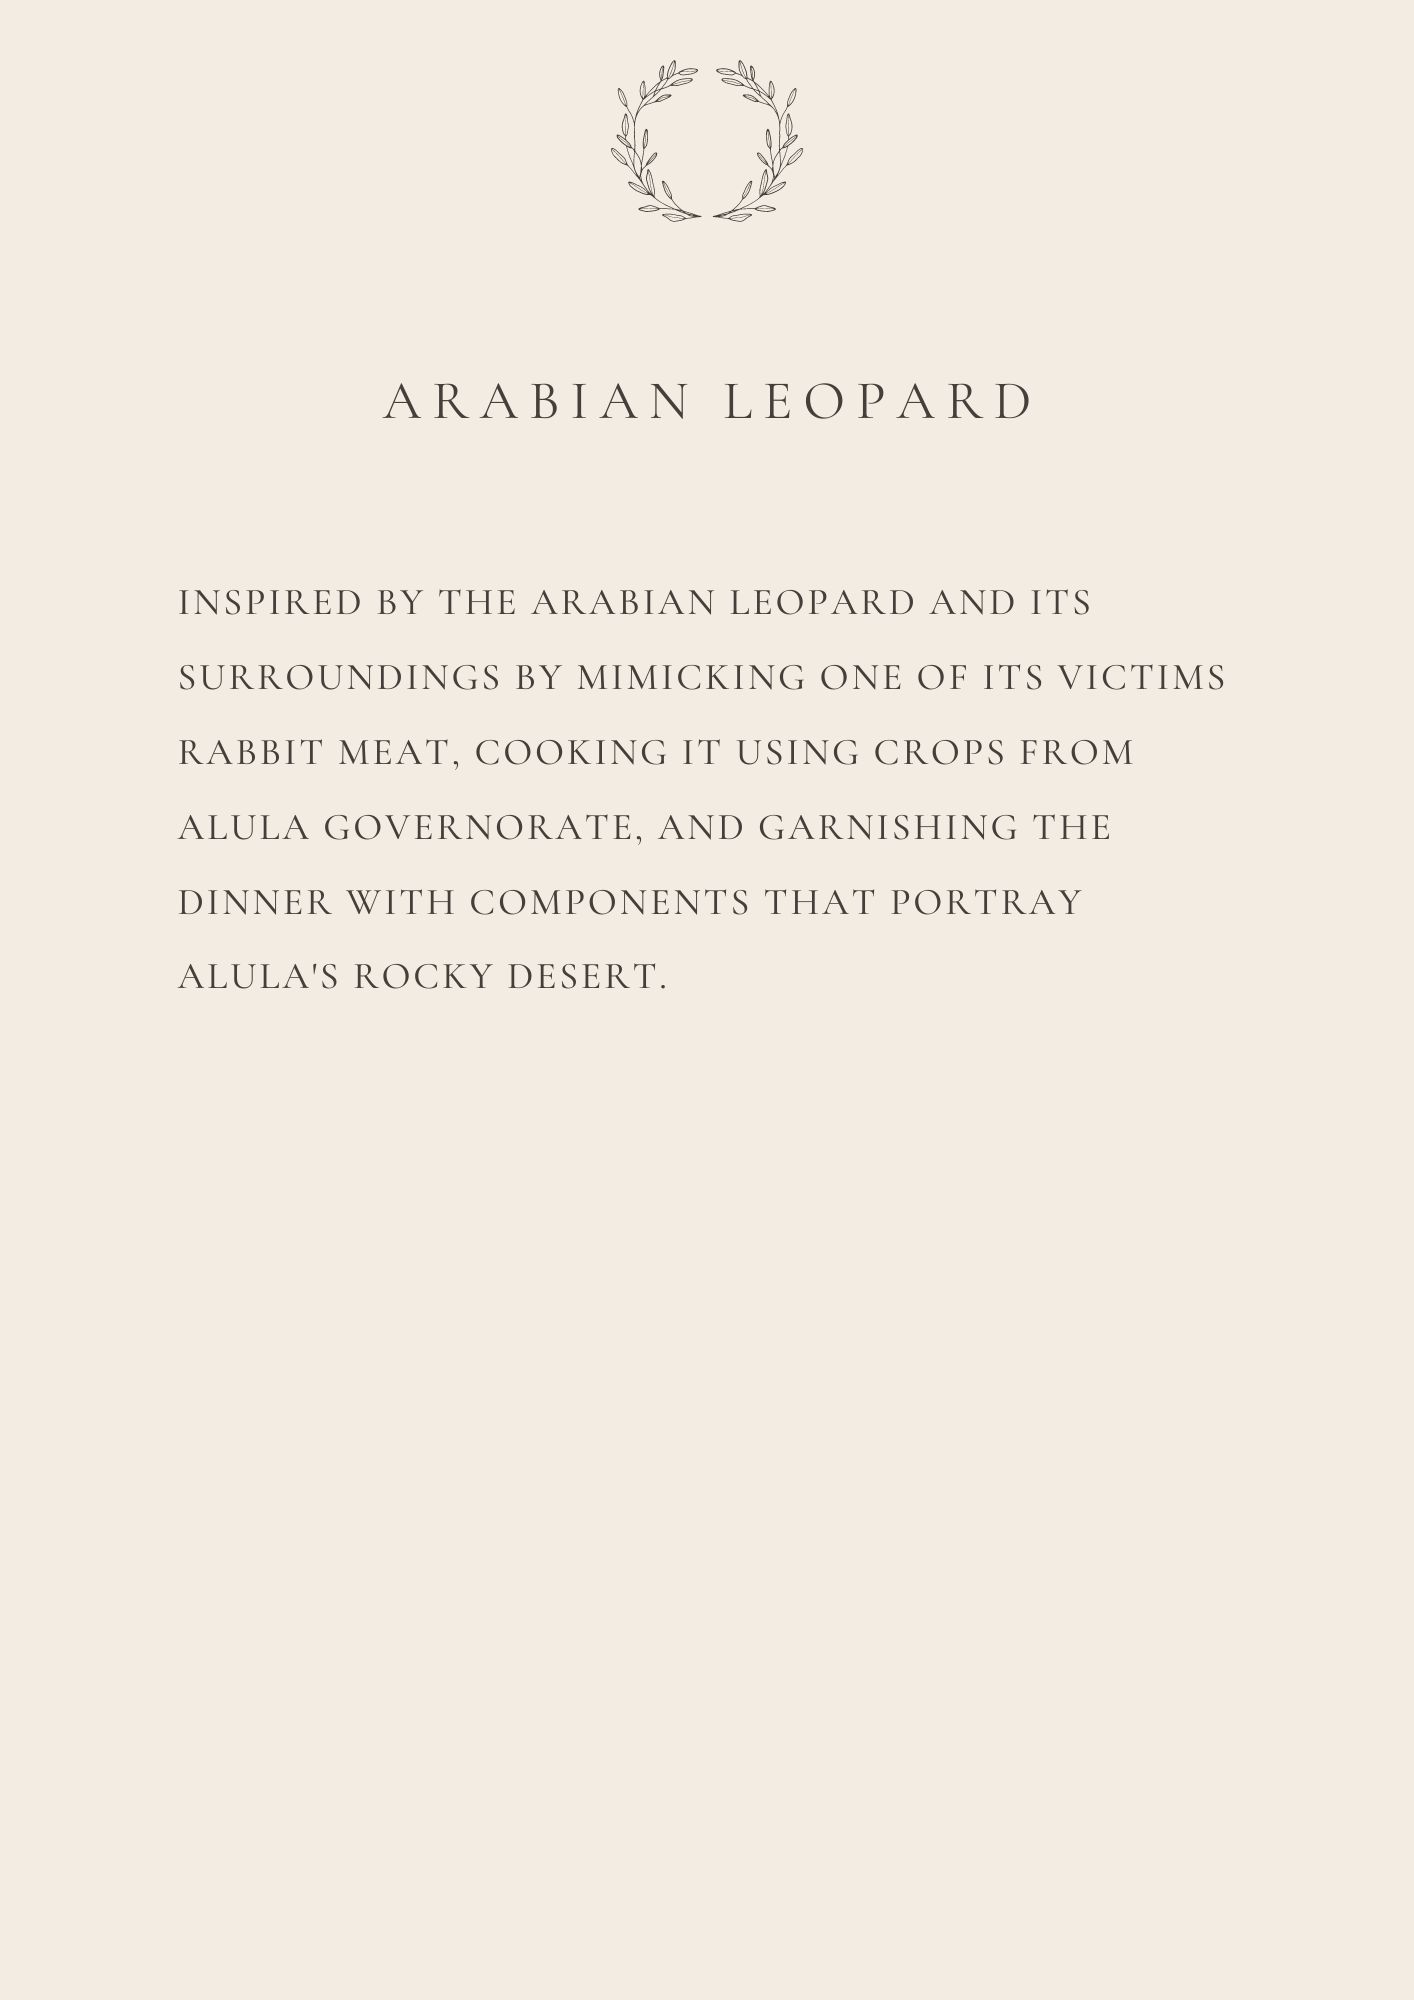 ARABIAN LEOPARD
INSPIRED BY THE ARABIAN LEOPARD AND ITS
SURROUNDINGS BY MIMICKING ONE OF ITS VICTIMS
RABBIT MEAT, COOKING IT USING CROPS FROM
ALULA GOVERNORATE, AND GARNISHING THE
DINNER WITH COMPONENTS THAT PORTRAY
ALULA'S ROCKY DESERT.